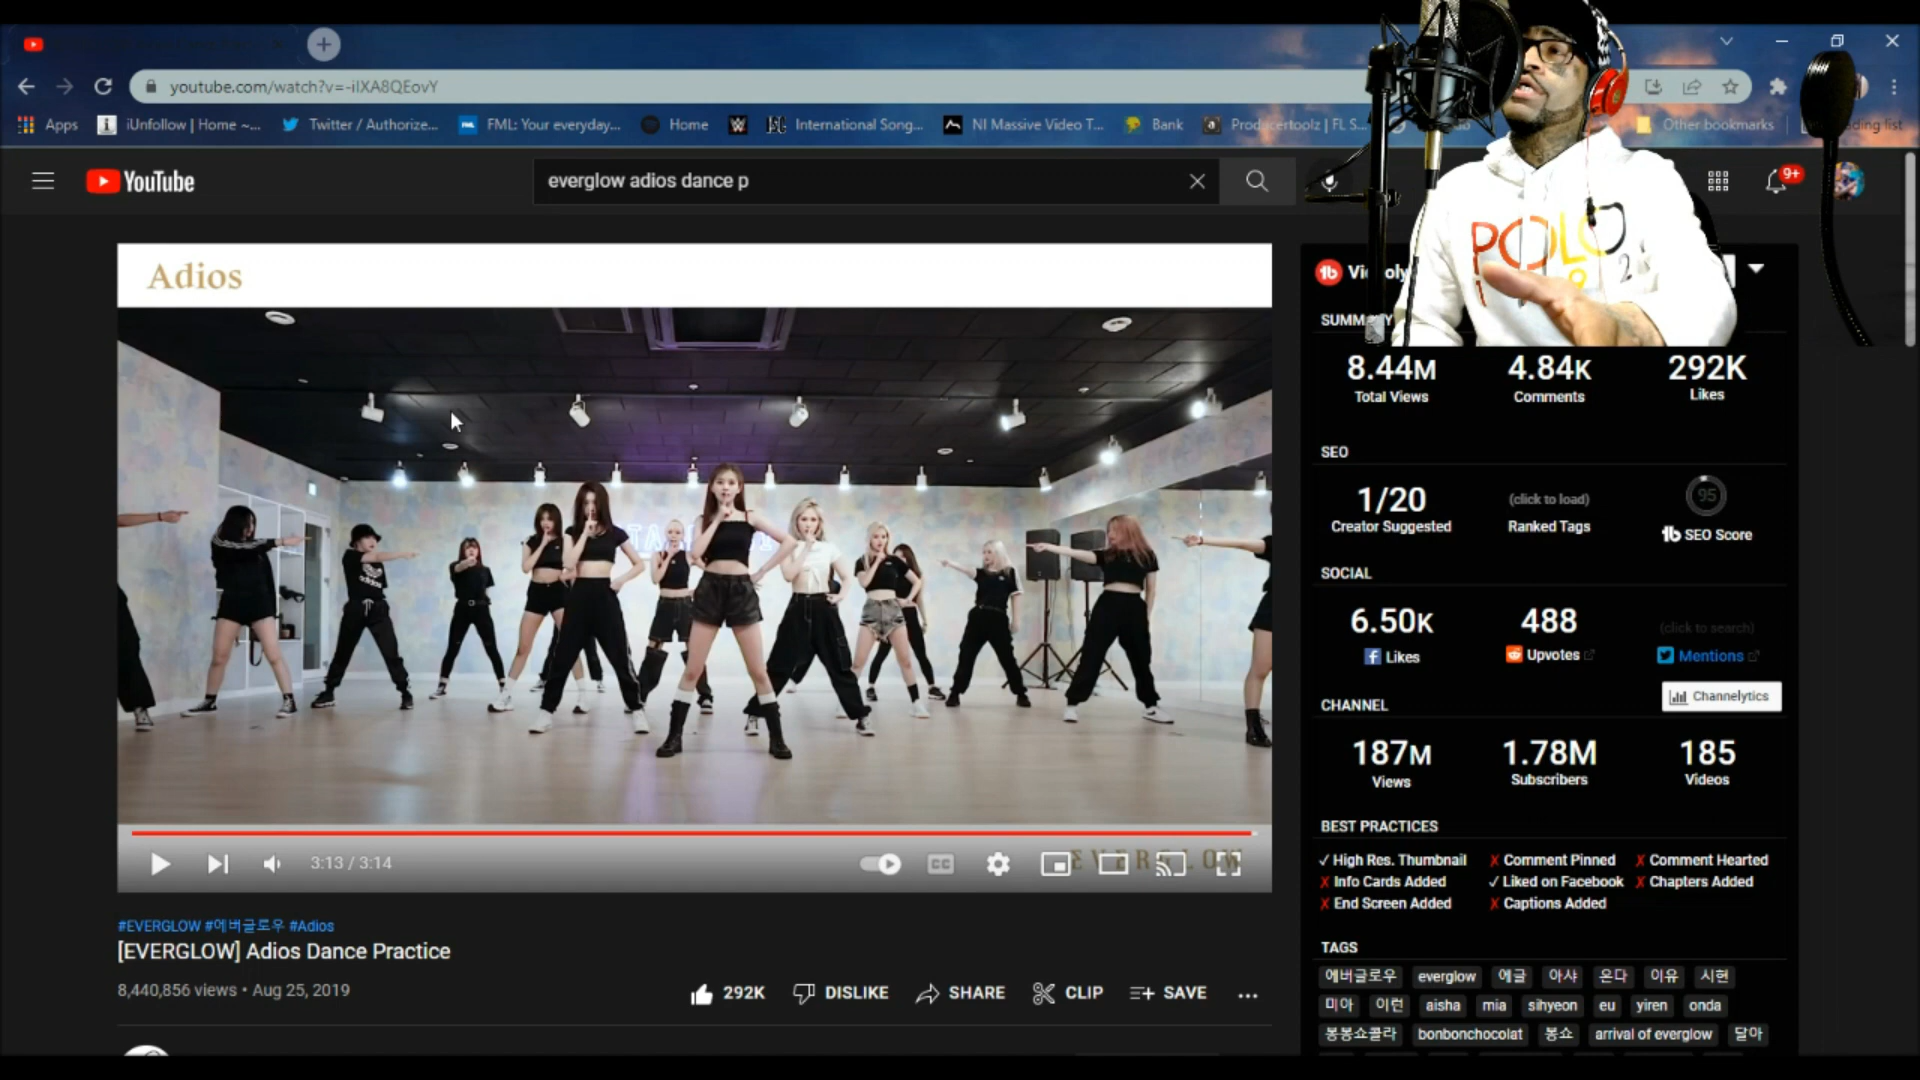 youtube.com/watch?v=-iIXA8QEovY
Apps iUnfollow | Home ~... Twitter / Authorize... FML: Your everyday... Home International Song... NI Massive Video T... Bank Producertoolz | FL S... Other bookmarks
YouTube
everglow adios dance p
9+
Adios
POLO
SUMMARY
8.44M 4.84K 292K
Total Views Comments Likes
SEO
1/20 (click to load) 95
Creator Suggested Ranked Tags SEO Score
SOCIAL
6.50K 488 (click to search)
Likes Upvotes Mentions
Channelytics
CHANNEL
187M 1.78M 185
Views Subscribers Videos
BEST PRACTICES
✓ High Res. Thumbnail ✗ Comment Pinned ✗ Comment Hearted
✗ Info Cards Added ✓ Liked on Facebook ✗ Chapters Added
✗ End Screen Added ✗ Captions Added
TAGS
에버글로우 everglow 에글 아샤 온다 이유 시현
미아 이런 aisha mia sihyeon eu yiren onda
봉봉쇼콜라 bonbonchocolat 봉쇼 arrival of everglow 달아
adidas
3:13 / 3:14
CC
EVERGLOW
#EVERGLOW #에버글로우 #Adios
[EVERGLOW] Adios Dance Practice
8,440,856 views • Aug 25, 2019
292K DISLIKE SHARE CLIP SAVE